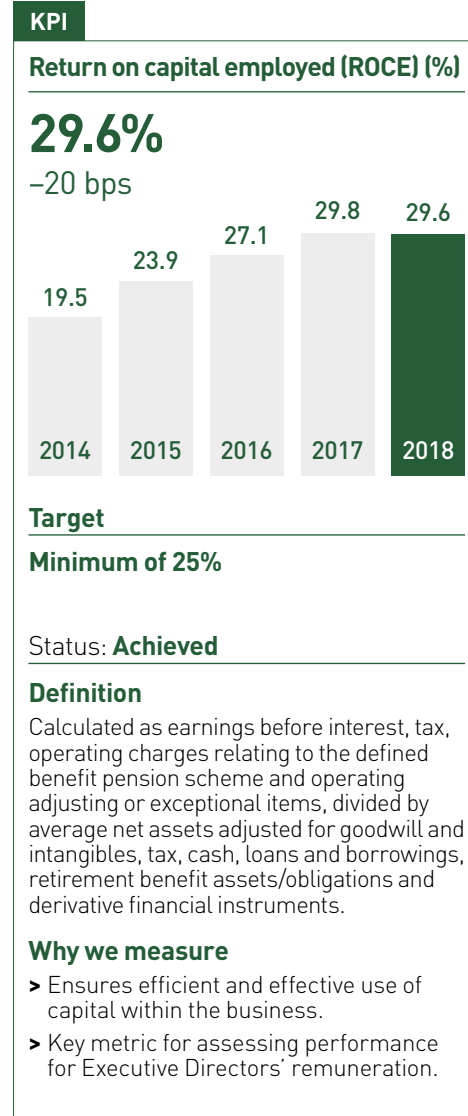 KPI
Return on capital employed (ROCE) (%)
29.6%
–20 bps
19.5
23.9
27.1
29.8
29.6
2014
2015
2016
2017
2018
Target
Minimum of 25%
Status: Achieved
Definition
Calculated as earnings before interest, tax,
operating charges relating to the defined
benefit pension scheme and operating
adjusting or exceptional items, divided by
average net assets adjusted for goodwill and
intangibles, tax, cash, loans and borrowings,
retirement benefit assets/obligations and
derivative financial instruments.
Why we measure
> Ensures efficient and effective use of
capital within the business.
> Key metric for assessing performance
for Executive Directors’ remuneration.